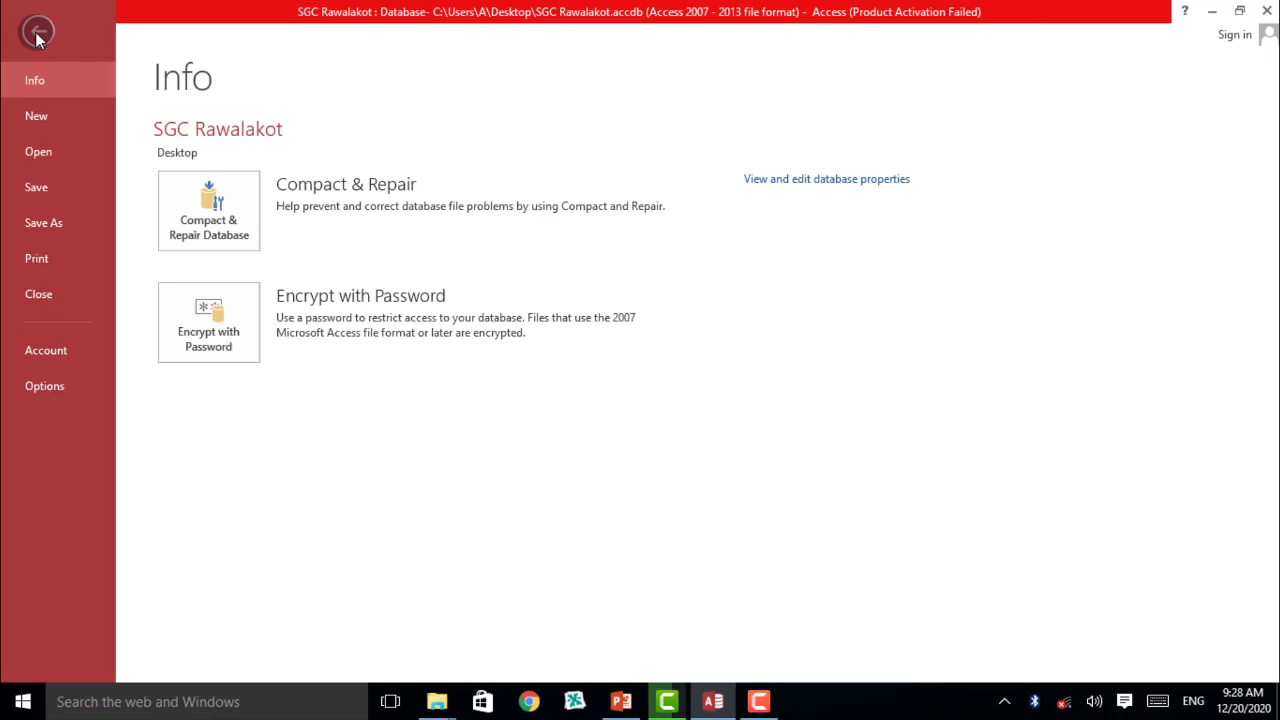 SGC Rawalakot : Database- C:\Users\A\Desktop\SGC Rawalakot.accdb (Access 2007 - 2013 file format) - Access (Product Activation Failed)
?
Sign in
Info
New
Open
Save
Save As
Print
Close
Account
Options
Info
SGC Rawalakot
Desktop
Compact &
Repair Database
Compact & Repair
Help prevent and correct database file problems by using Compact and Repair.
View and edit database properties
Encrypt with
Password
Encrypt with Password
Use a password to restrict access to your database. Files that use the 2007
Microsoft Access file format or later are encrypted.
Search the web and Windows
ENG
9:28 AM
12/20/2020